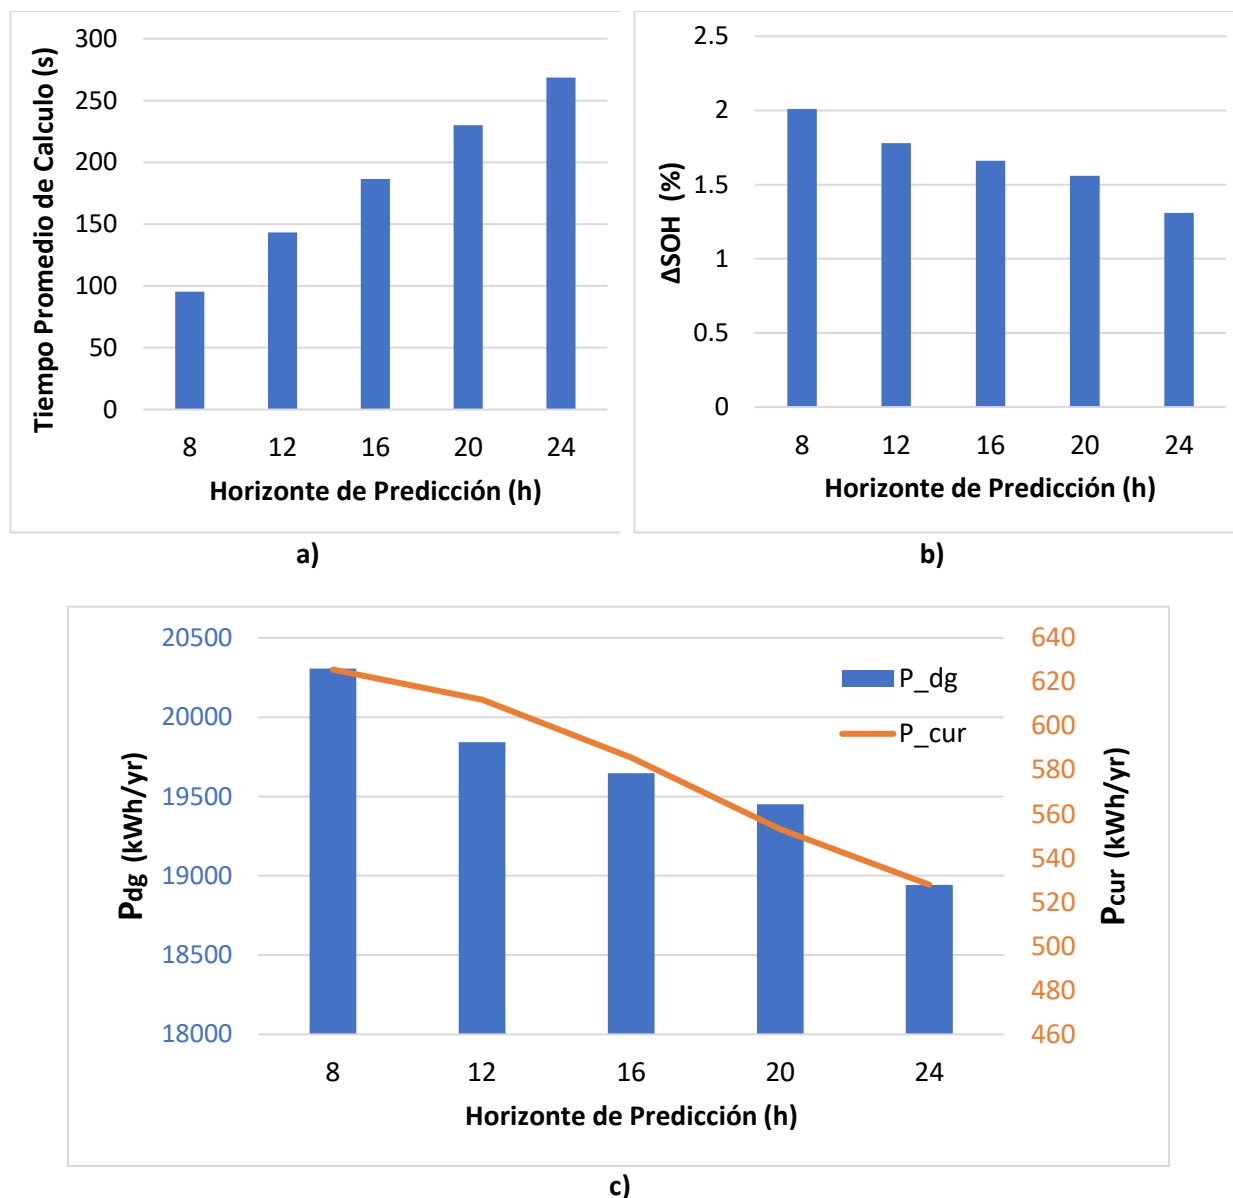 300
250
200
150
100
50
0
Tiempo Promedio de Calculo (s)
8 12 16 20 24
Horizonte de Predicción (h)
a)
2.5
2
1.5
1
0.5
0
ΔSOH (%)
8 12 16 20 24
Horizonte de Predicción (h)
b)
20500
20000
19500
19000
18500
18000
Pdg (kWh/yr)
P_dg
P_cur
640
620
600
580
560
540
520
500
480
460
Pcur (kWh/yr)
8 12 16 20 24
Horizonte de Predicción (h)
c)